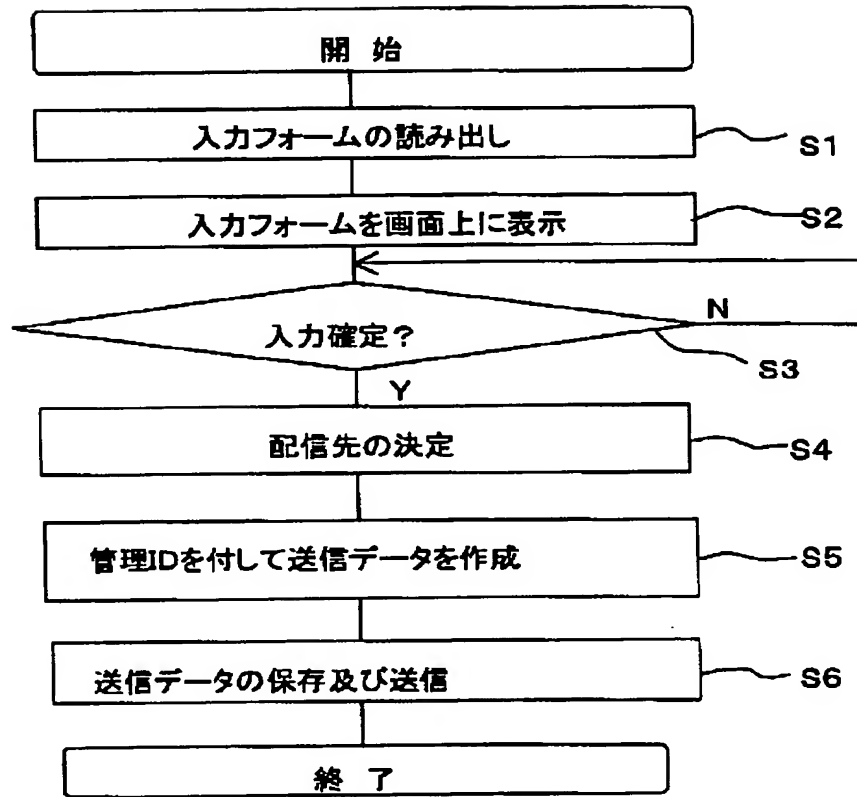 開 始
入力フォームの読み出し
S1
入力フォームを画面上に表示
S2
入力確定?
N
S3
Y
配信先の決定
S4
管理IDを付して送信データを作成
S5
送信データの保存及び送信
S6
終 了